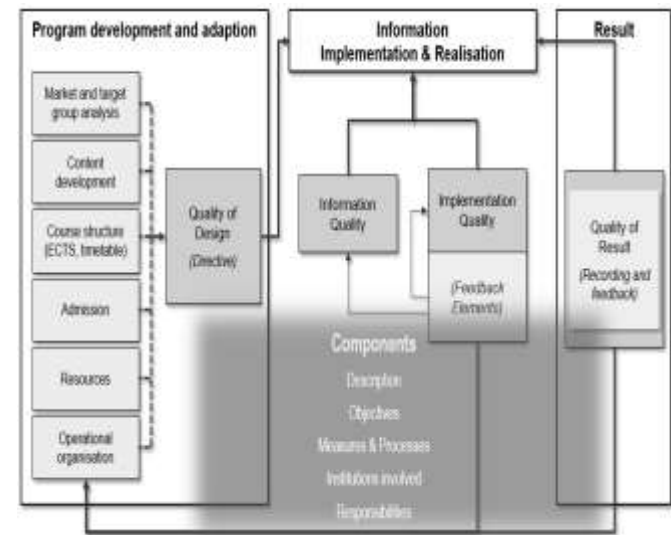 Program development and adaption
Market and target
group analysis
Content
development
Course structure
(ECTS, timetable)
Admission
Resources
Operational
organisation
Quality of
Design
(Directive)
Information
Implementation & Realisation
Information
Quality
Implementation
Quality
(Feedback
Elements)
Components
Description
Objectives
Measures & Processes
Institutions involved
Responsibilities
Result
Quality of
Result
(Recording and
feedback)